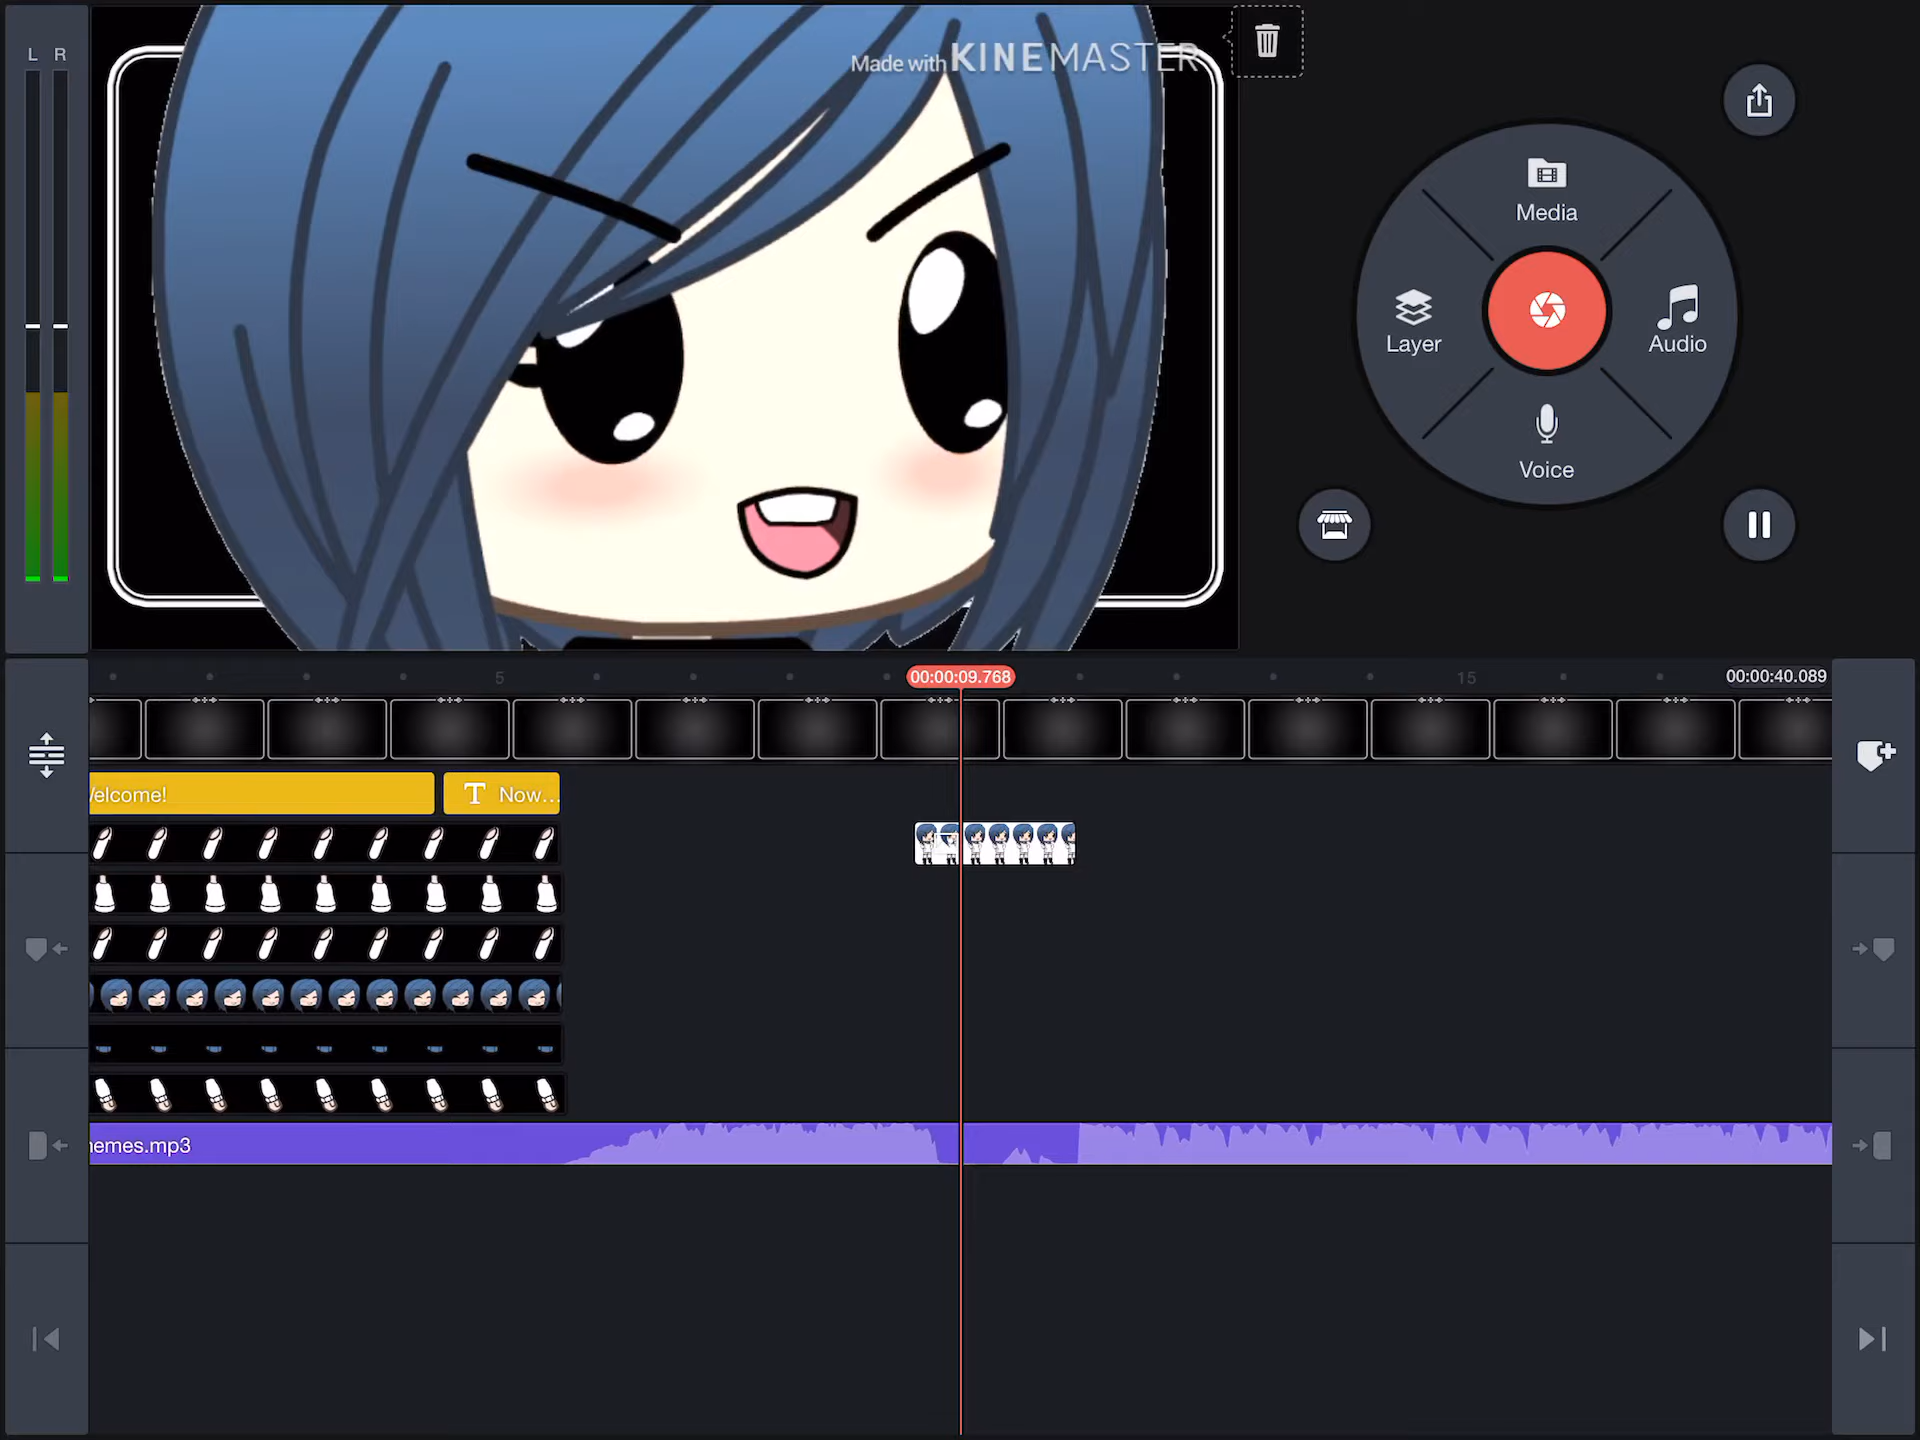 L R
Made with KINEMASTER
Media
Layer
Audio
Voice
5
00:00:09.768
15
00:00:40.089
elcome!
T Now...
emes.mp3